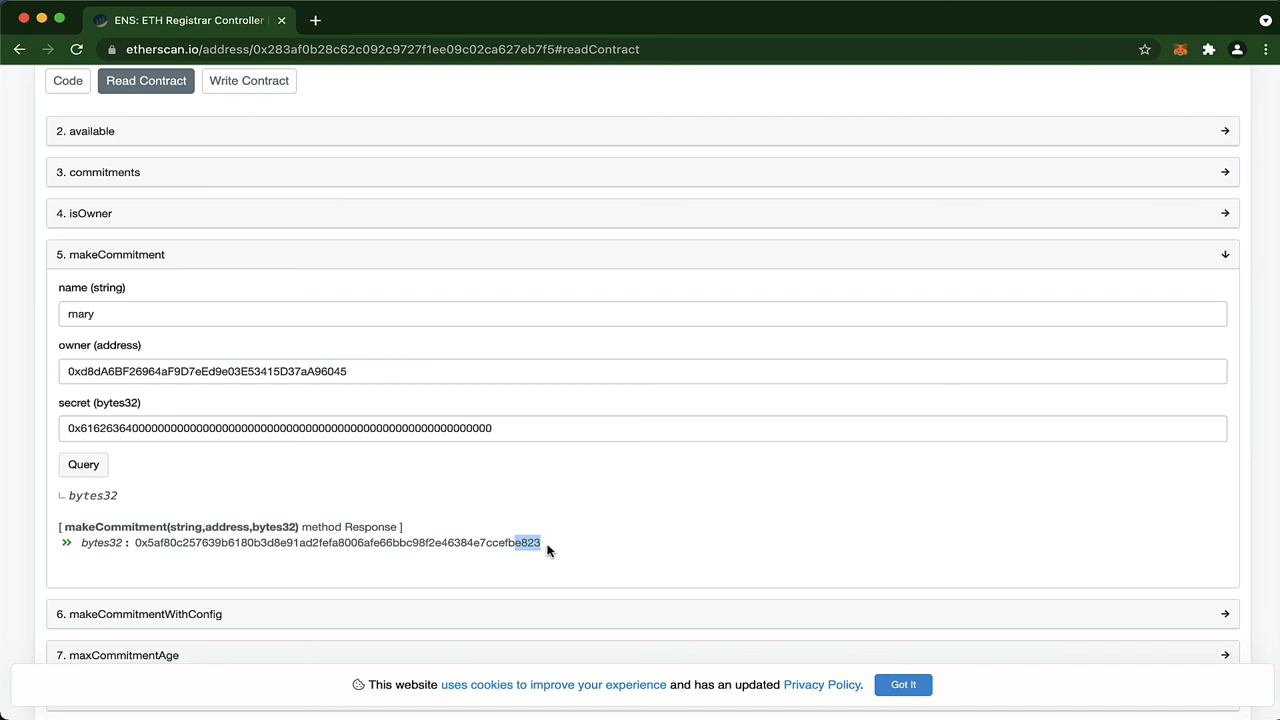 ENS: ETH Registrar Controller
etherscan.io/address/0x283af0b28c62c092c9727f1ee09c02ca627eb7f5#readContract
Code Read Contract Write Contract
2. available
3. commitments
4. isOwner
5. makeCommitment
name (string)
mary
owner (address)
0xd8dA6BF26964aF9D7eEd9e03E53415D37aA96045
secret (bytes32)
0x6162636400000000000000000000000000000000000000000000000000000000
Query
bytes32
[ makeCommitment(string,address,bytes32) method Response ]
bytes32 : 0x5af80c257639b6180b3d8e91ad2fefa8006afe66bbc98f2e46384e7ccefbe823
6. makeCommitmentWithConfig
7. maxCommitmentAge
This website uses cookies to improve your experience and has an updated Privacy Policy. Got It